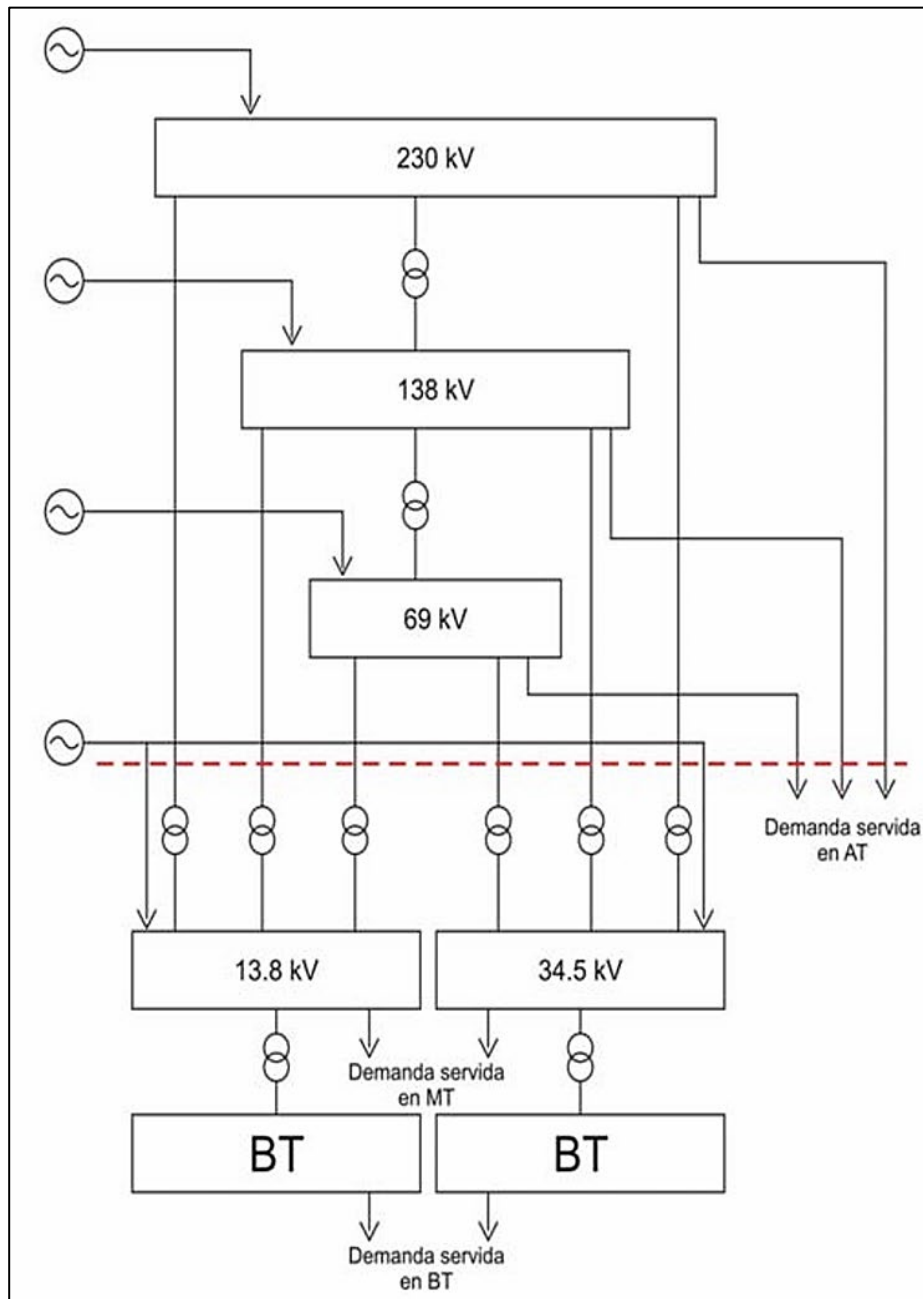 230 kV
138 kV
69 kV
Demanda servida
en AT
13.8 kV
34.5 kV
Demanda servida
en MT
BT
BT
Demanda servida
en BT